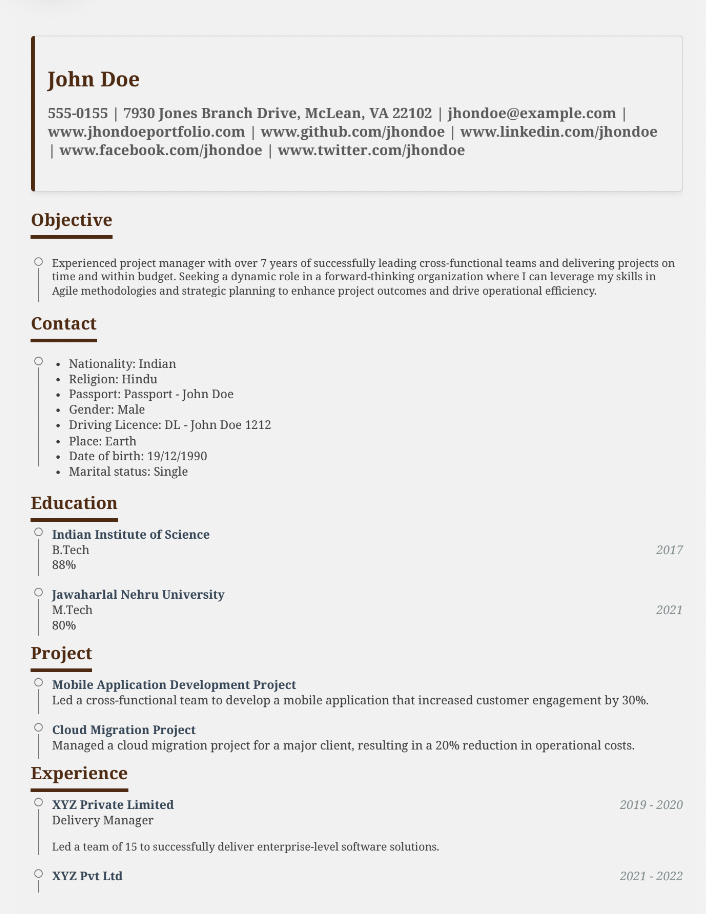 John Doe
555-0155 | 7930 Jones Branch Drive, McLean, VA 22102 | jhondoe@example.com |
www.jhondoeportfolio.com | www.github.com/jhondoe | www.linkedin.com/jhondoe
| www.facebook.com/jhondoe | www.twitter.com/jhondoe
Objective
Experienced project manager with over 7 years of successfully leading cross-functional teams and delivering projects on
time and within budget. Seeking a dynamic role in a forward-thinking organization where I can leverage my skills in
Agile methodologies and strategic planning to enhance project outcomes and drive operational efficiency.
Contact
• Nationality: Indian
• Religion: Hindu
• Passport: Passport - John Doe
• Gender: Male
• Driving Licence: DL - John Doe 1212
• Place: Earth
• Date of birth: 19/12/1990
• Marital status: Single
Education
Indian Institute of Science
B.Tech 2017
88%
Jawaharlal Nehru University
M.Tech 2021
80%
Project
Mobile Application Development Project
Led a cross-functional team to develop a mobile application that increased customer engagement by 30%.
Cloud Migration Project
Managed a cloud migration project for a major client, resulting in a 20% reduction in operational costs.
Experience
XYZ Private Limited 2019 - 2020
Delivery Manager
Led a team of 15 to successfully deliver enterprise-level software solutions.
XYZ Pvt Ltd 2021 - 2022